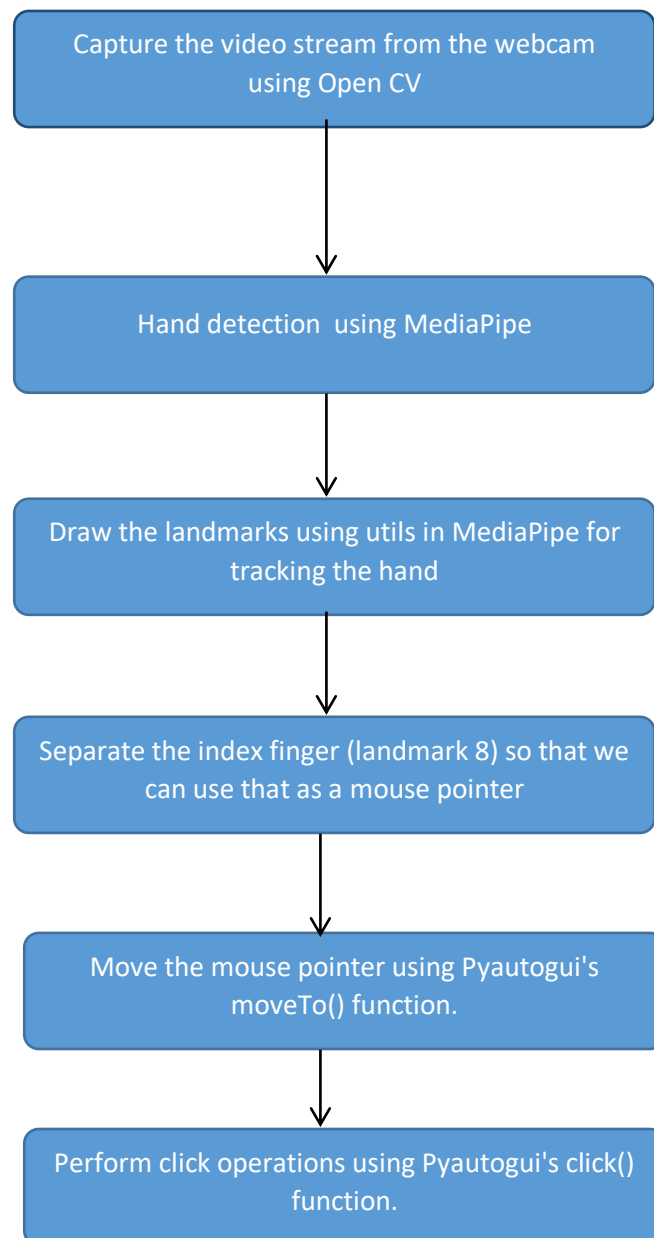 Capture the video stream from the webcam
using Open CV
Hand detection  using MediaPipe
Draw the landmarks using utils in MediaPipe for
tracking the hand
Separate the index finger (landmark 8) so that we
can use that as a mouse pointer
Move the mouse pointer using Pyautogui's
moveTo() function.
Perform click operations using Pyautogui's click()
function.